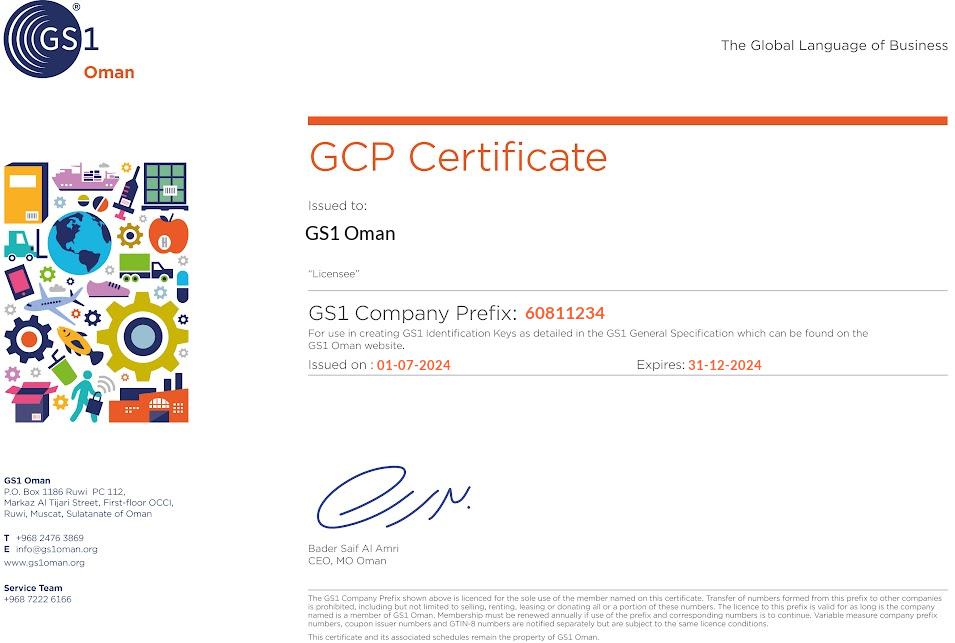 GS1
®
Oman
The Global Language of Business
GCP Certificate
Issued to:
GS1 Oman
"Licensee"
GS1 Company Prefix: 60811234
For use in creating GS1 Identification Keys as detailed in the GS1 General Specification which can be found on the
GS1 Oman website.
Issued on : 01-07-2024 Expires: 31-12-2024
GS1 Oman
P.O. Box 1186 Ruwi PC 112,
Markaz Al Tijari Street, First-floor OCCI,
Ruwi, Muscat, Sulatanate of Oman
T +968 2476 3869
E info@gs1oman.org
www.gs1oman.org
Service Team
+968 7222 6166
Bader Saif Al Amri
CEO, MO Oman
The GS1 Company Prefix shown above is licenced for the sole use of the member named on this certificate. Transfer of numbers formed from this prefix to other companies
is prohibited, including but not limited to selling, renting, leasing or donating all or a portion of these numbers. The licence to this prefix is valid for as long is the company
named is a member of GS1 Oman. Membership must be renewed annually if use of the prefix and corresponding numbers is to continue. Variable measure company prefix
numbers, coupon issuer numbers and GTIN-8 numbers are notified separately but are subject to the same licence conditions.
This certificate and its associated schedules remain the property of GS1 Oman.